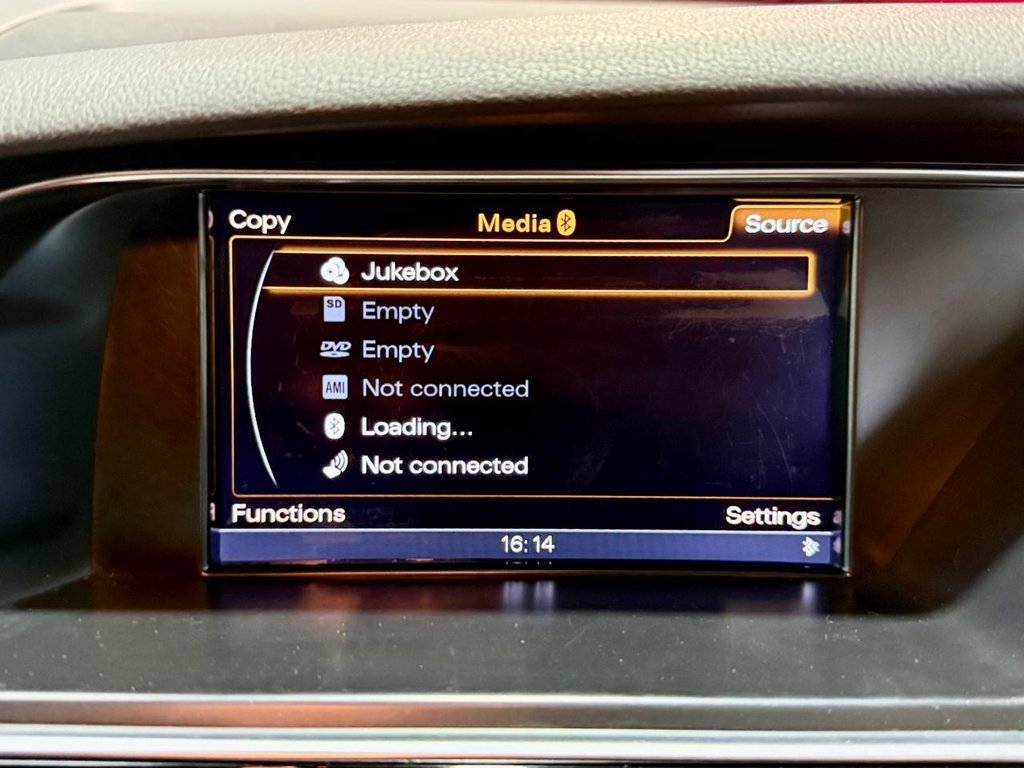 Copy Media Source
Jukebox
SD Empty
DVD Empty
AMI Not connected
Loading...
Not connected
Functions Settings
16:14